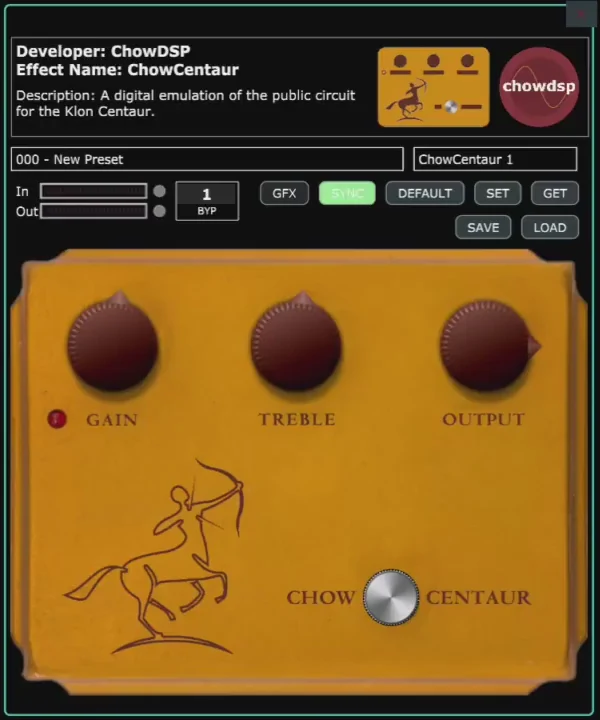 Developer: ChowDSP
Effect Name: ChowCentaur
Description: A digital emulation of the public circuit
for the Klon Centaur.
chowdsp
000 - New Preset
ChowCentaur 1
In
Out
1
BYP
GFX
SYNC
DEFAULT
SET
GET
SAVE
LOAD
GAIN
TREBLE
OUTPUT
CHOW CENTAUR